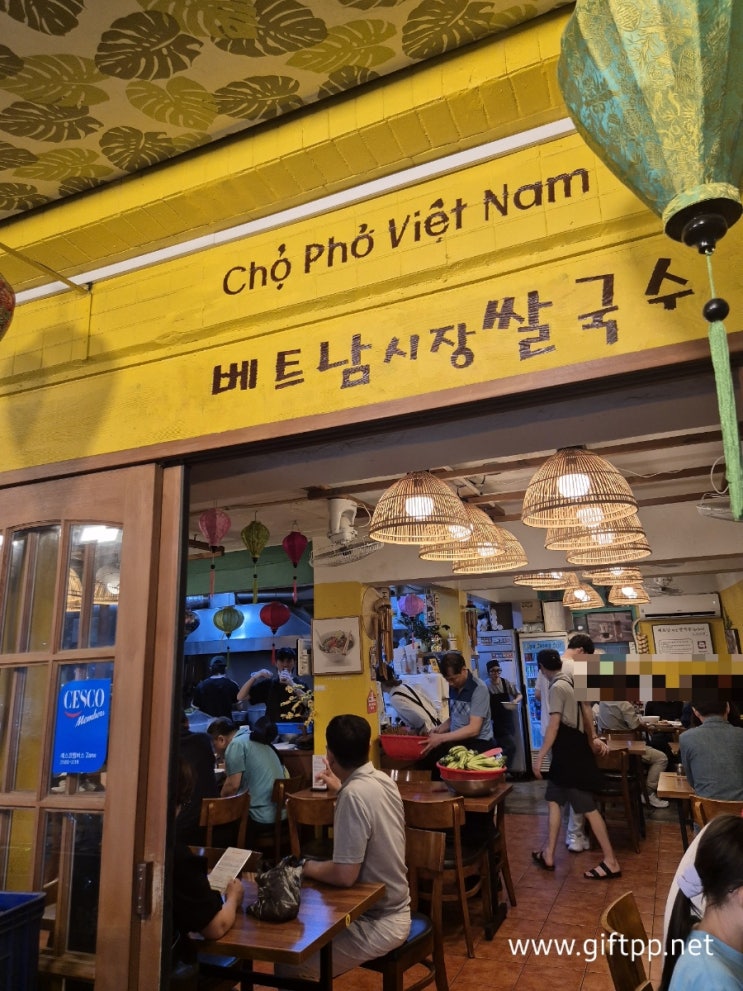 Chợ Phở Việt Nam
베트남시장쌀국수
CESCO
Members
www.giftpp.net